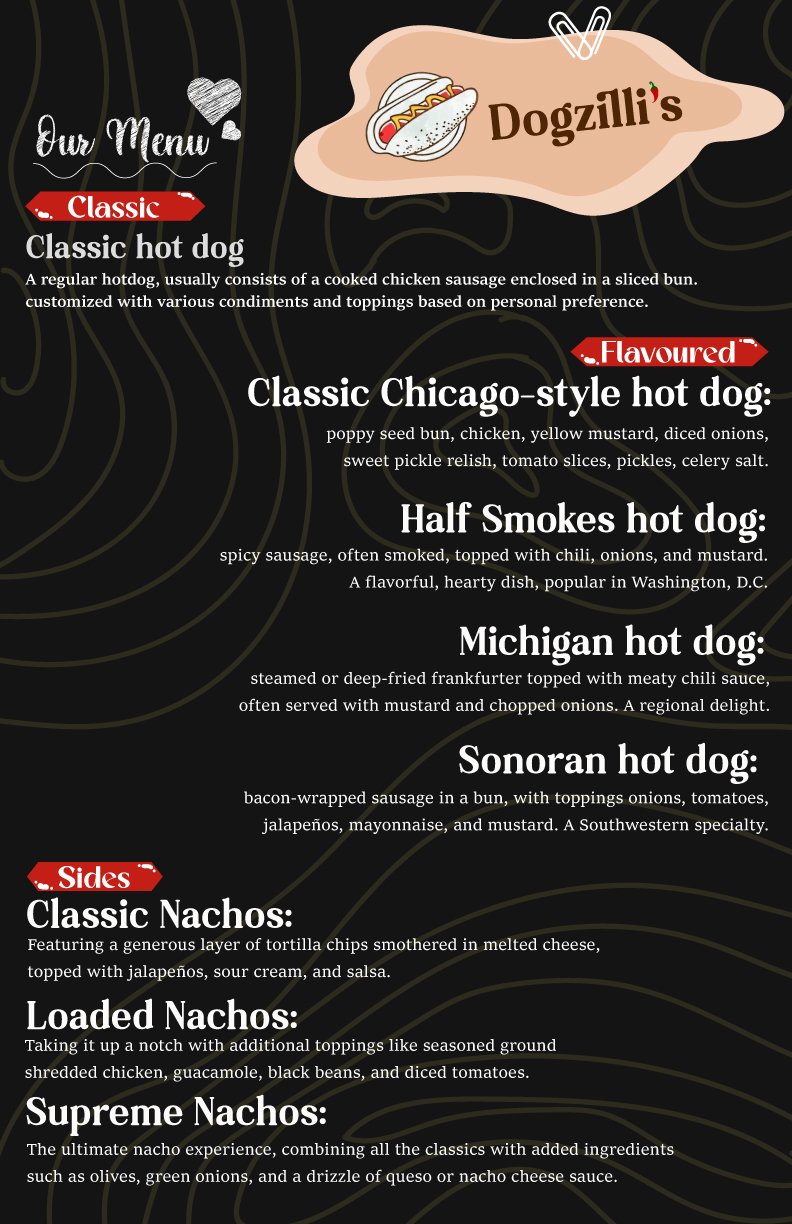 Dogzilli's
Our Menu
Classic
Classic hot dog
A regular hotdog, usually consists of a cooked chicken sausage enclosed in a sliced bun.
customized with various condiments and toppings based on personal preference.
Flavoured
Classic Chicago-style hot dog:
poppy seed bun, chicken, yellow mustard, diced onions,
sweet pickle relish, tomato slices, pickles, celery salt.
Half Smokes hot dog:
spicy sausage, often smoked, topped with chili, onions, and mustard.
A flavorful, hearty dish, popular in Washington, D.C.
Michigan hot dog:
steamed or deep-fried frankfurter topped with meaty chili sauce,
often served with mustard and chopped onions. A regional delight.
Sonoran hot dog:
bacon-wrapped sausage in a bun, with toppings onions, tomatoes,
jalapeños, mayonnaise, and mustard. A Southwestern specialty.
Sides
Classic Nachos:
Featuring a generous layer of tortilla chips smothered in melted cheese,
topped with jalapeños, sour cream, and salsa.
Loaded Nachos:
Taking it up a notch with additional toppings like seasoned ground
shredded chicken, guacamole, black beans, and diced tomatoes.
Supreme Nachos:
The ultimate nacho experience, combining all the classics with added ingredients
such as olives, green onions, and a drizzle of queso or nacho cheese sauce.